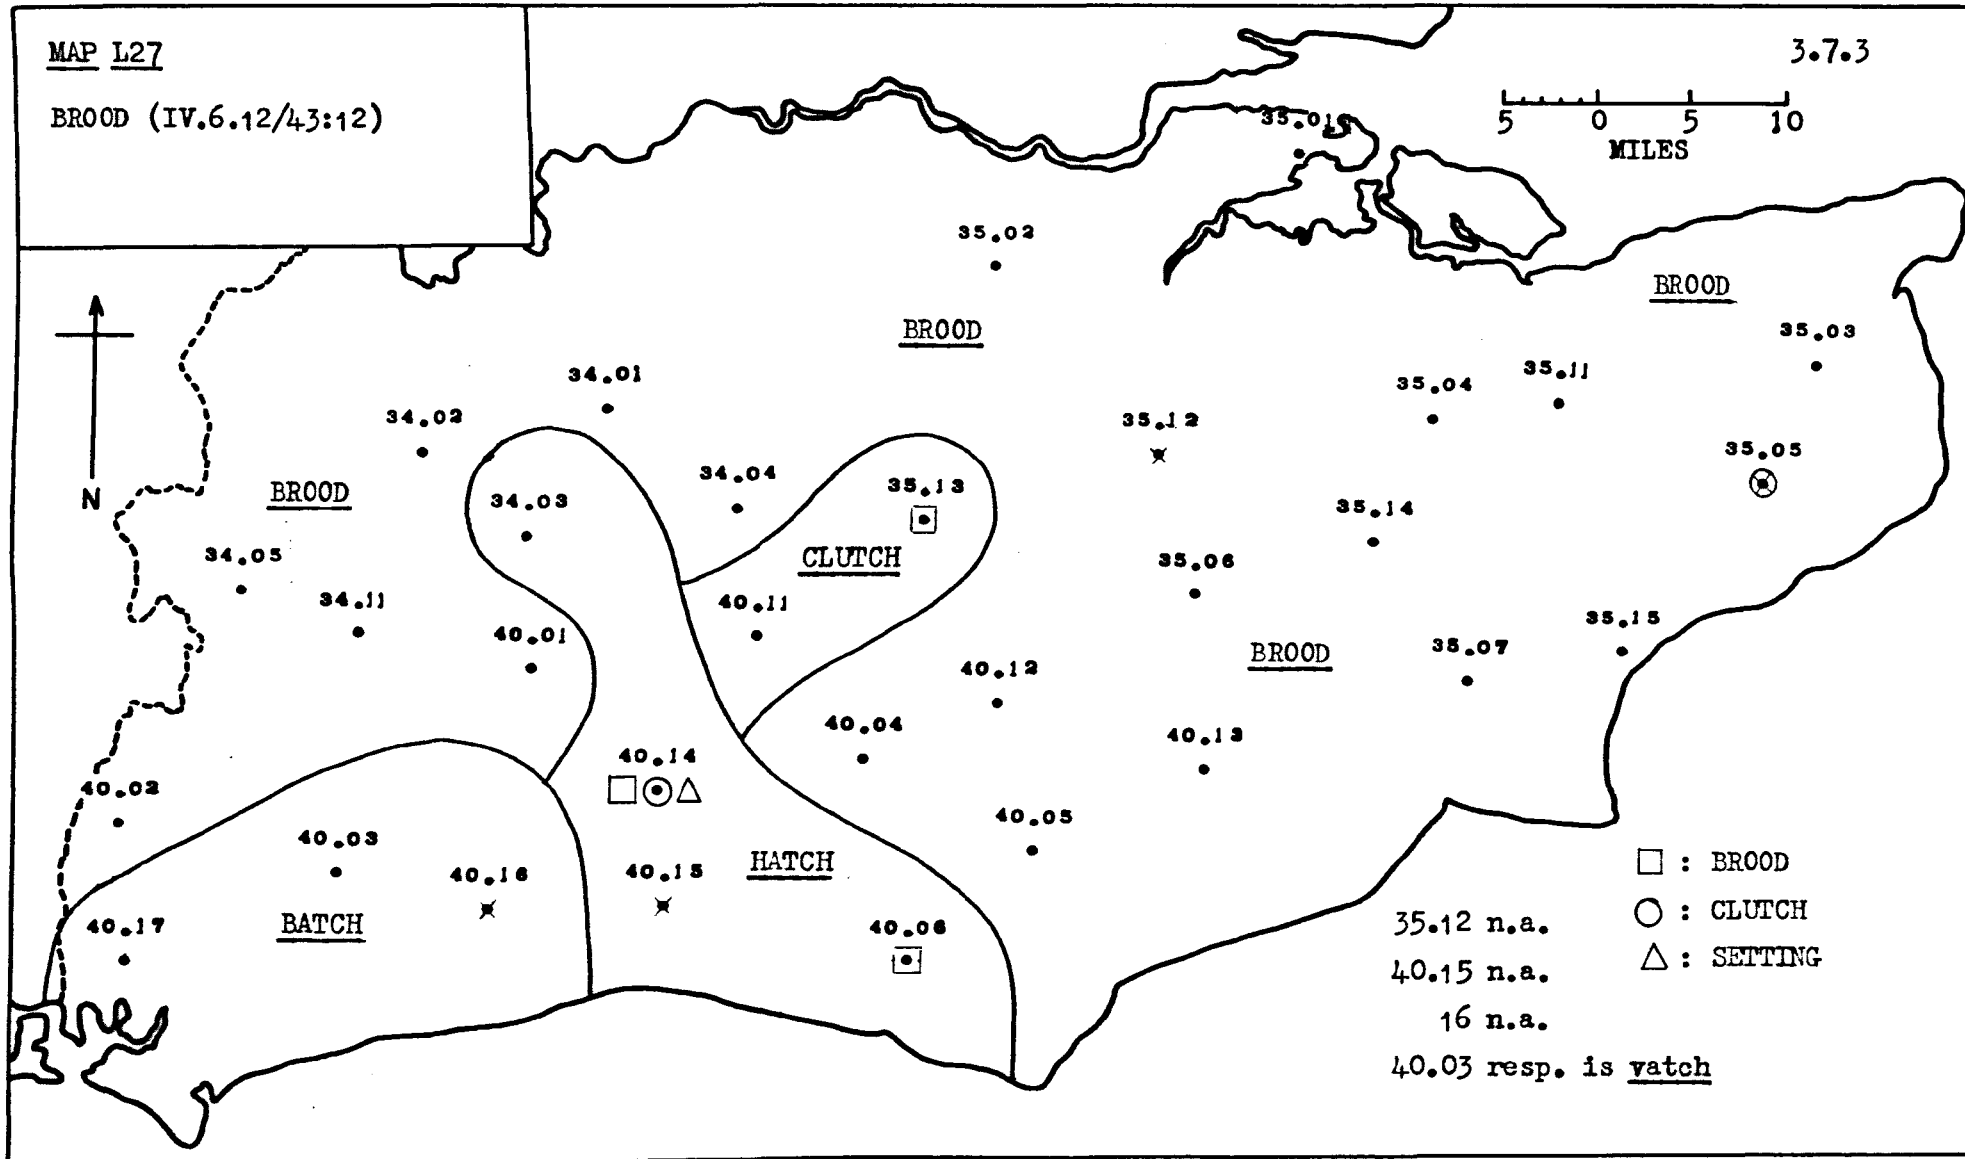 MAP L27
BROOD (IV.6.12/43:12)
3.7.3
5 0 5 10
MILES
35.01
35.02
BROOD
35.03
BROOD
34.01
35.11
35.04
34.02
35.12
35.05
34.04
35.13
BROOD
34.03
35.14
34.05
CLUTCH
35.06
34.11
40.11
35.15
40.01
35.07
BROOD
40.12
40.04
40.13
40.14
40.02
40.05
40.03
HATCH
□ : BROOD
40.16
40.15
○ : CLUTCH
35.12 n.a.
40.17
BATCH
40.06
△ : SETTING
40.15 n.a.
16 n.a.
40.03 resp. is vatch
N